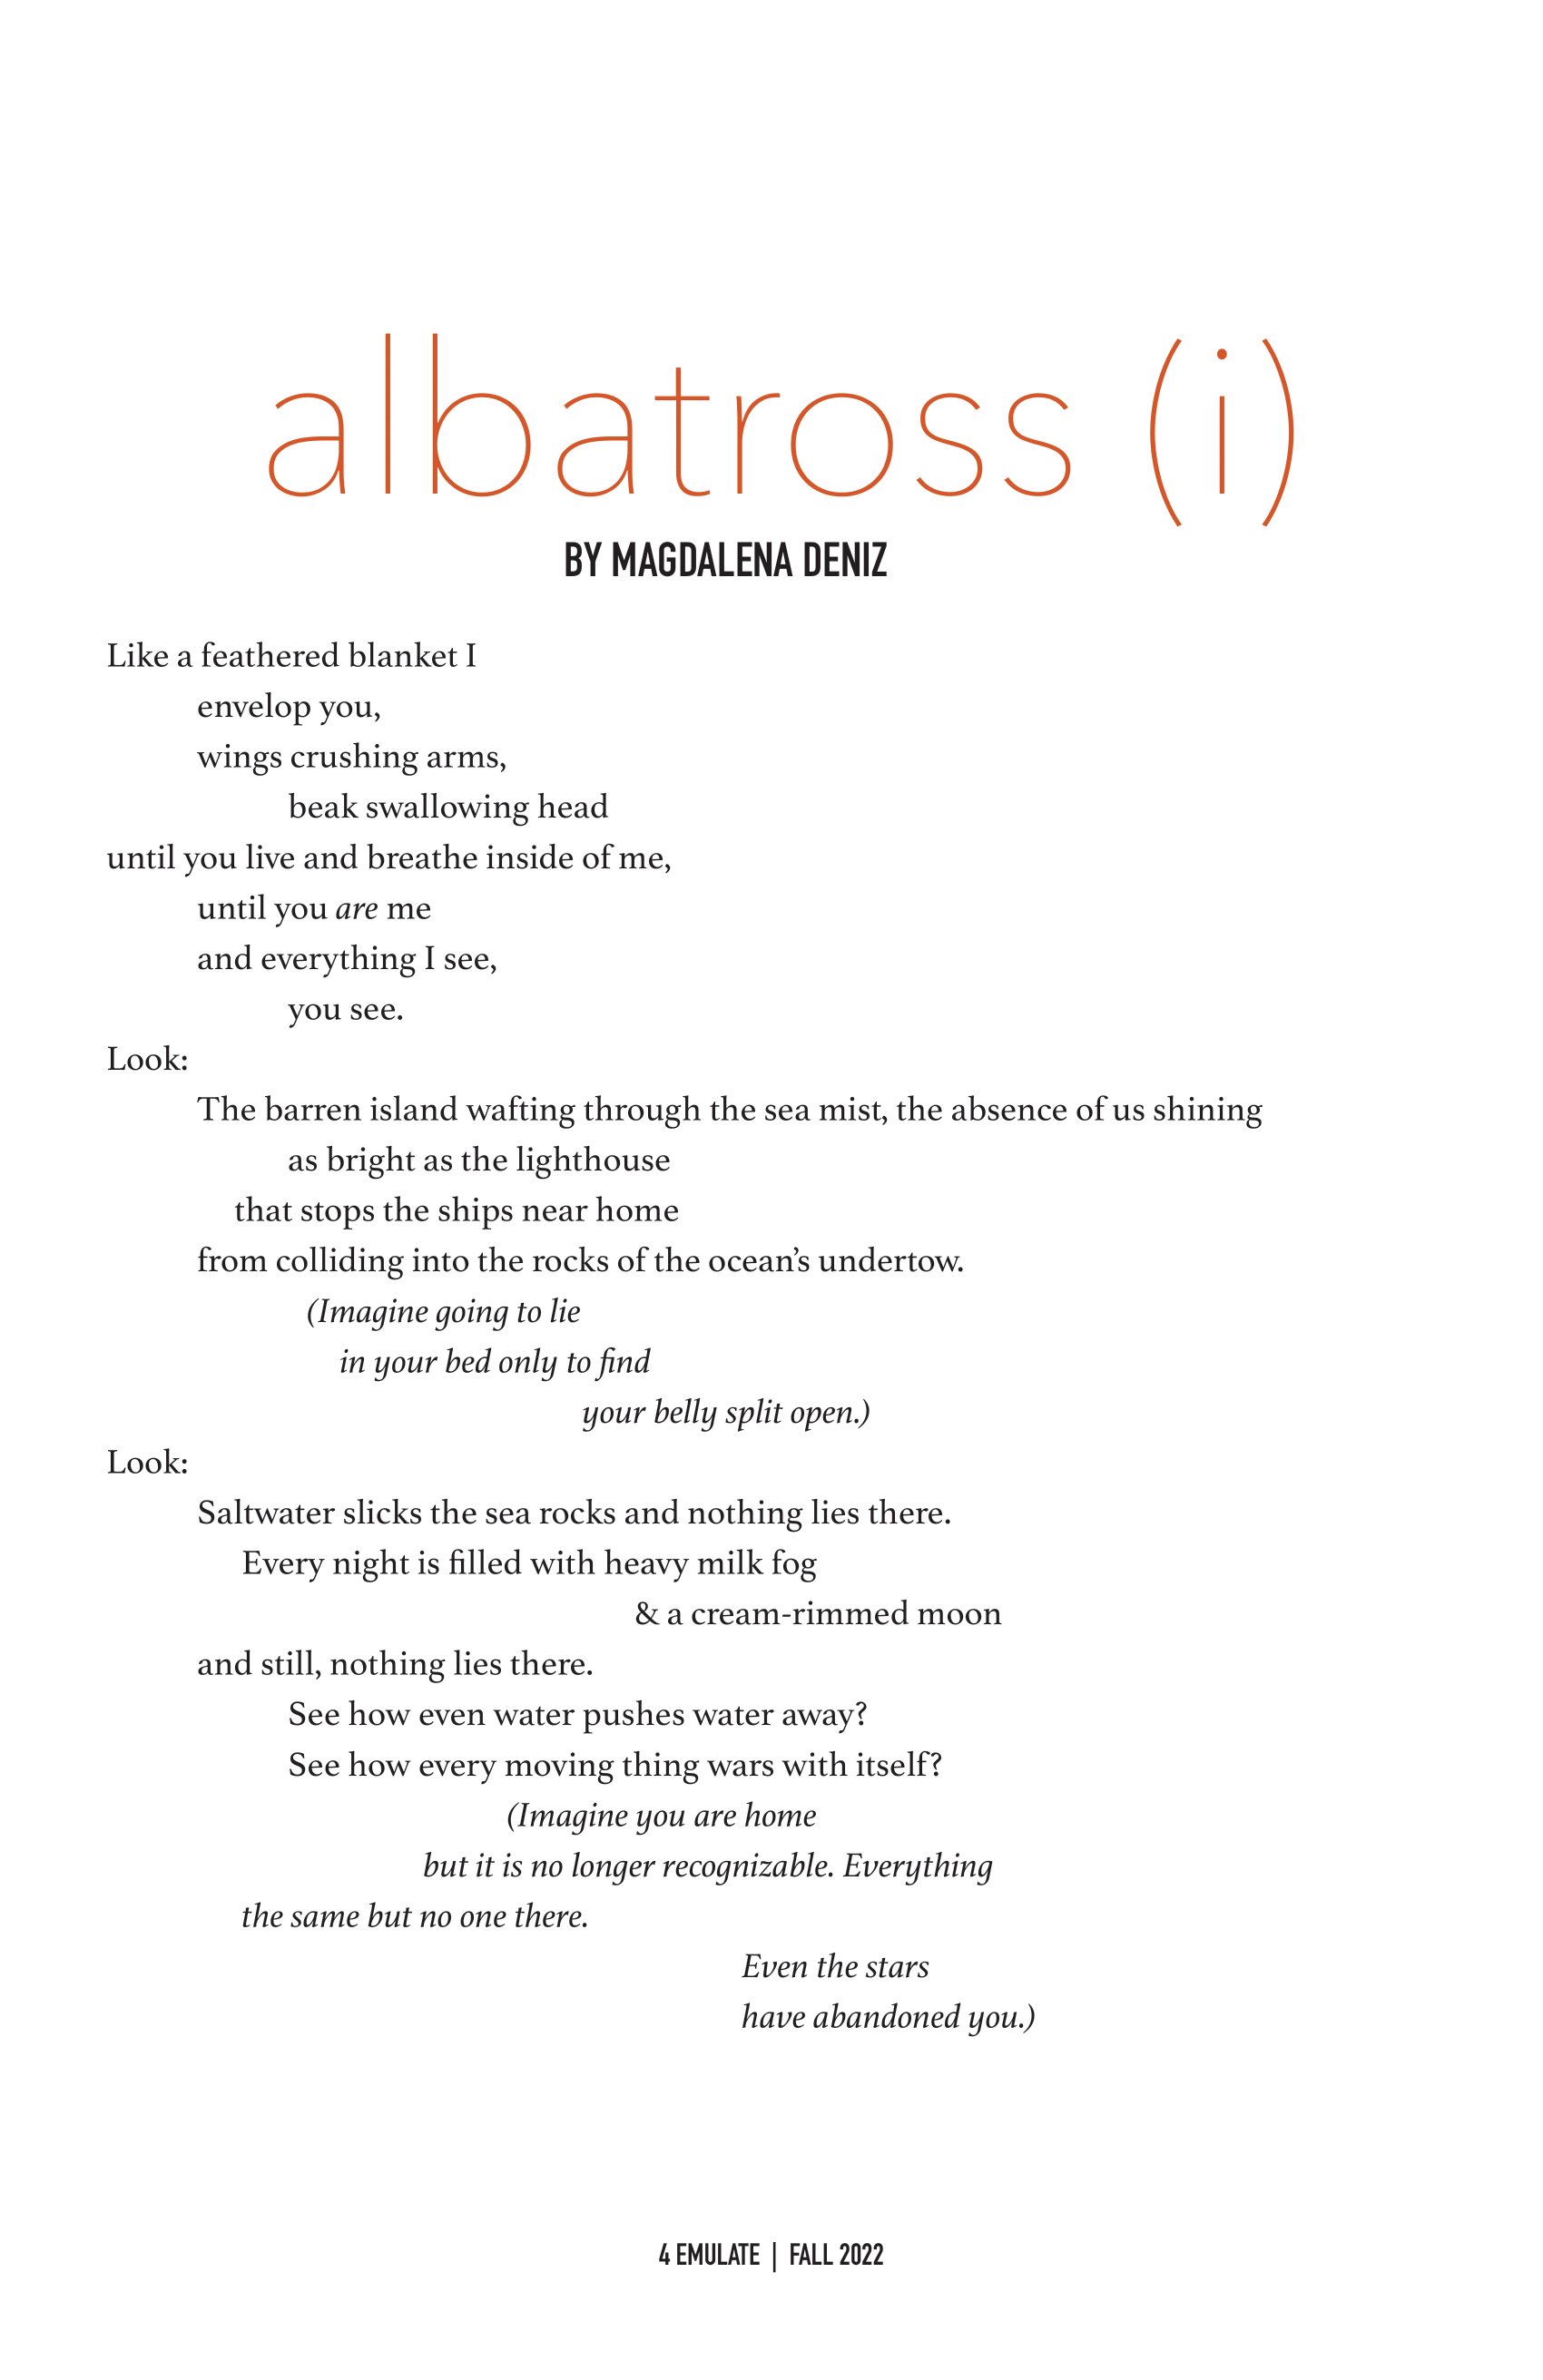 albatross (i)
BY MAGDALENA DENIZ
Like a feathered blanket I
envelop you,
wings crushing arms,
beak swallowing head
until you live and breathe inside of me,
until you are me
and everything I see,
you see.
Look:
The barren island wafting through the sea mist, the absence of us shining
as bright as the lighthouse
that stops the ships near home
from colliding into the rocks of the ocean’s undertow.
(Imagine going to lie
in your bed only to find
your belly split open.)
Look:
Saltwater slicks the sea rocks and nothing lies there.
Every night is filled with heavy milk fog
& a cream-rimmed moon
and still, nothing lies there.
See how even water pushes water away?
See how every moving thing wars with itself?
(Imagine you are home
but it is no longer recognizable. Everything
the same but no one there.
Even the stars
have abandoned you.)
4 EMULATE | FALL 2022